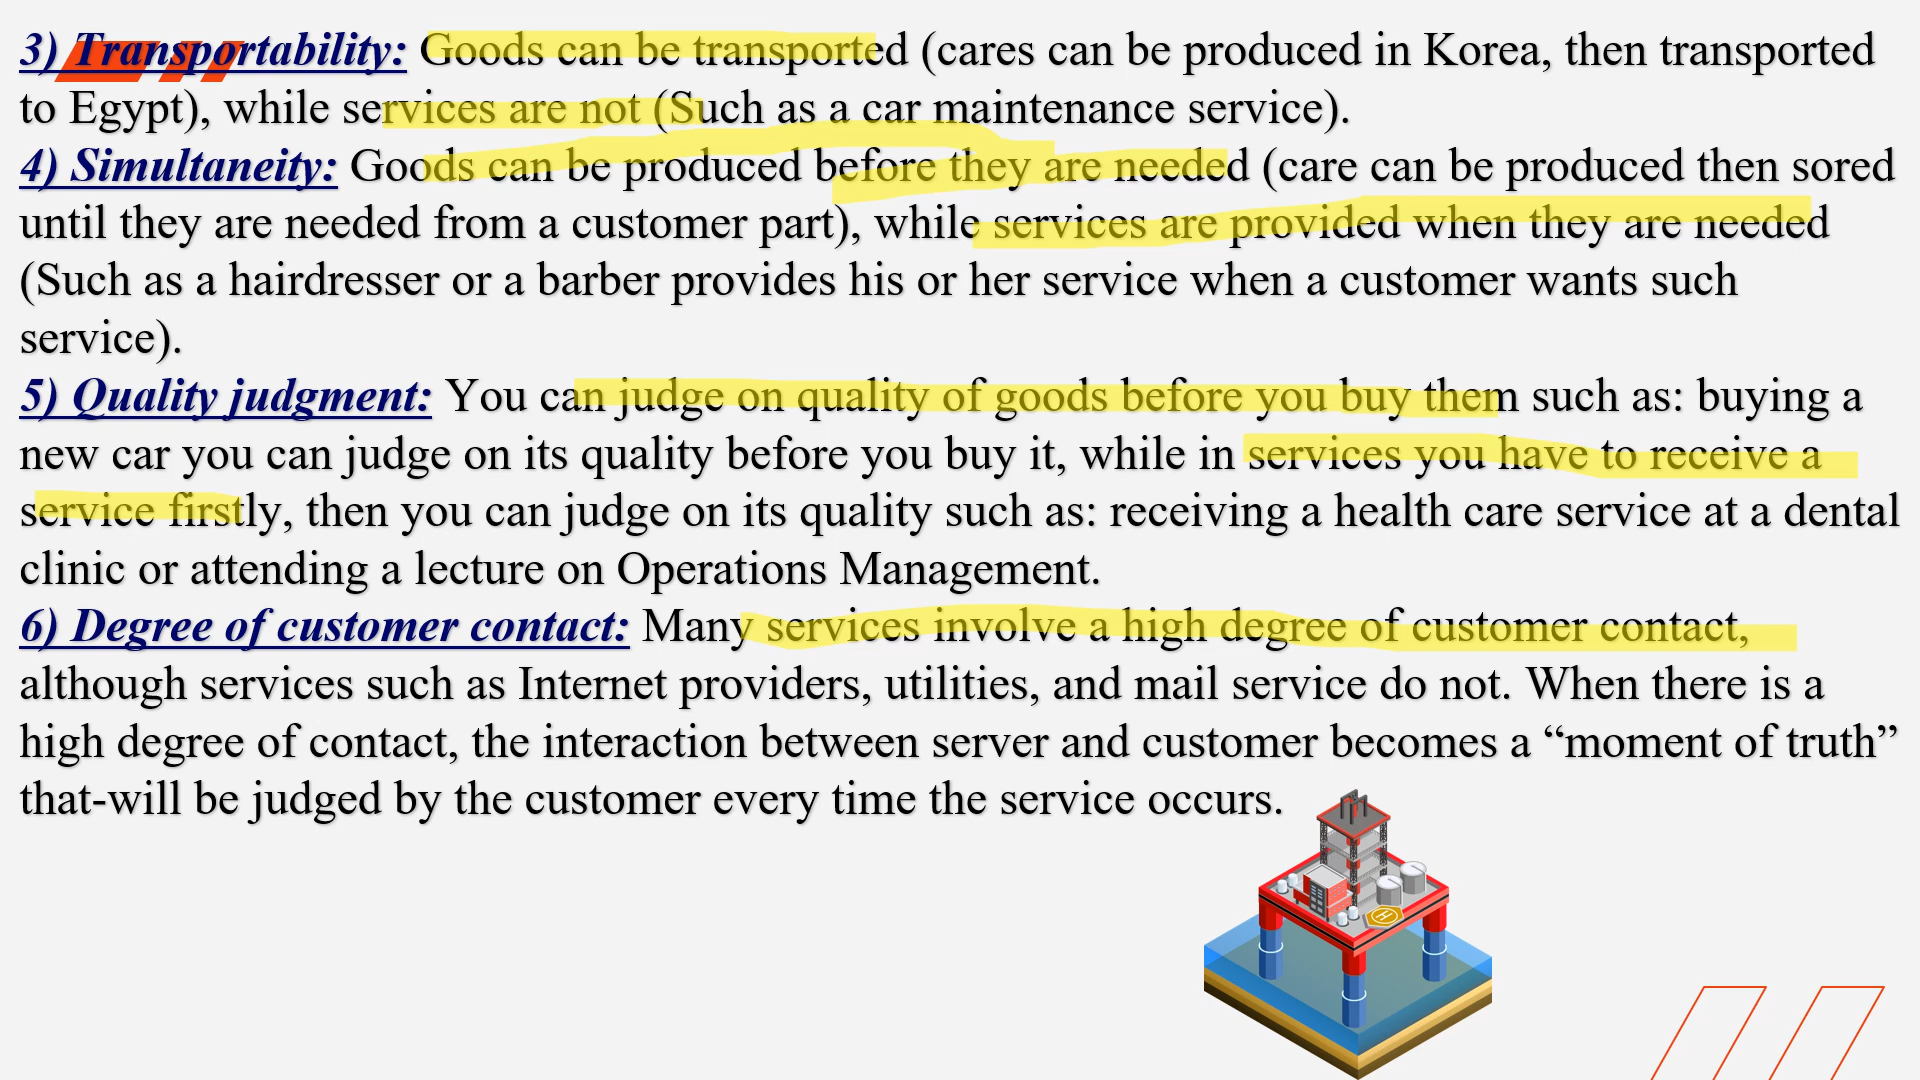 3) Transportability: Goods can be transported (cares can be produced in Korea, then transported
to Egypt), while services are not (Such as a car maintenance service).
4) Simultaneity: Goods can be produced before they are needed (care can be produced then sored
until they are needed from a customer part), while services are provided when they are needed
(Such as a hairdresser or a barber provides his or her service when a customer wants such
service).
5) Quality judgment: You can judge on quality of goods before you buy them such as: buying a
new car you can judge on its quality before you buy it, while in services you have to receive a
service firstly, then you can judge on its quality such as: receiving a health care service at a dental
clinic or attending a lecture on Operations Management.
6) Degree of customer contact: Many services involve a high degree of customer contact,
although services such as Internet providers, utilities, and mail service do not. When there is a
high degree of contact, the interaction between server and customer becomes a “moment of truth”
that-will be judged by the customer every time the service occurs.
H